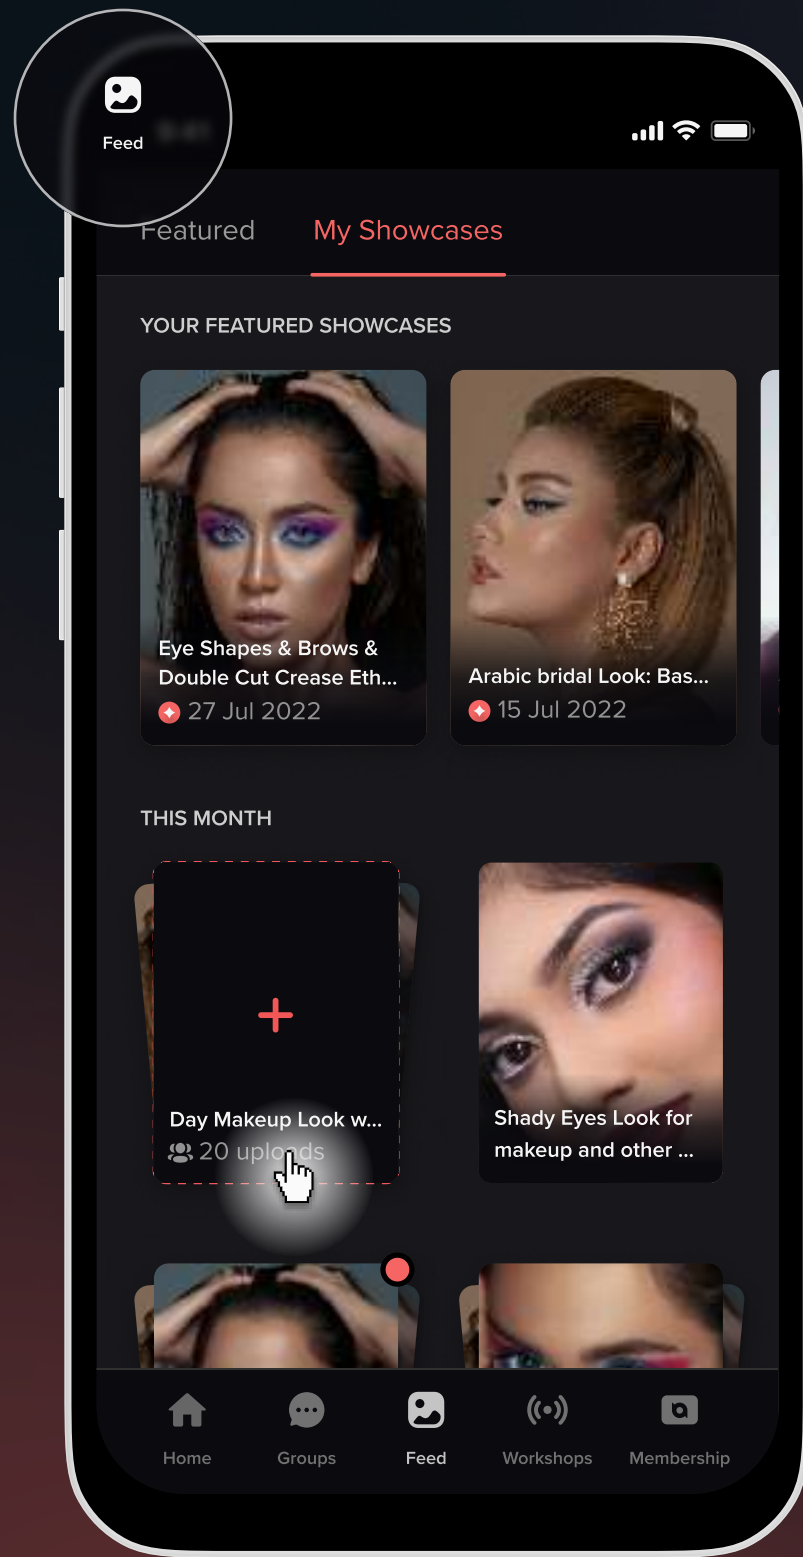 Feed
Featured
My Showcases
YOUR FEATURED SHOWCASES
Eye Shapes & Brows &
Double Cut Crease Eth...
27 Jul 2022
Arabic bridal Look: Bas...
15 Jul 2022
THIS MONTH
Day Makeup Look w...
20 uploads
Shady Eyes Look for
makeup and other ...
Home
Groups
Feed
Workshops
Membership